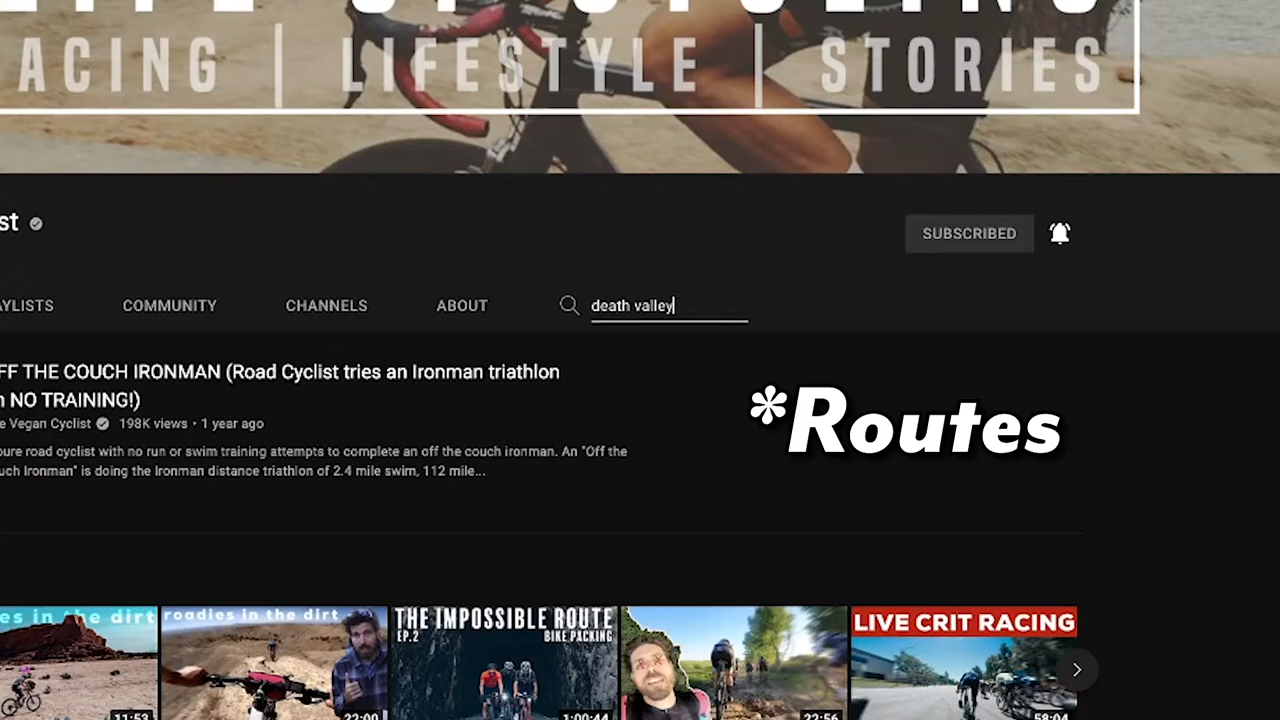 ACING | LIFESTYLE | STORIES
st
SUBSCRIBED
AYLISTS
COMMUNITY
CHANNELS
ABOUT
death valley
FF THE COUCH IRONMAN (Road Cyclist tries an Ironman triathlon
NO TRAINING!)
e Vegan Cyclist 198K views • 1 year ago
pure road cyclist with no run or swim training attempts to complete an off the couch ironman. An "Off the
uch Ironman" is doing the Ironman distance triathlon of 2.4 mile swim, 112 mile...
*Routes
es in the dirt
roadies in the dirt
THE IMPOSSIBLE ROUTE
EP.2
BIKE PACKING
LIVE CRIT RACING
11:53
22:00
1:00:44
22:56
58:04